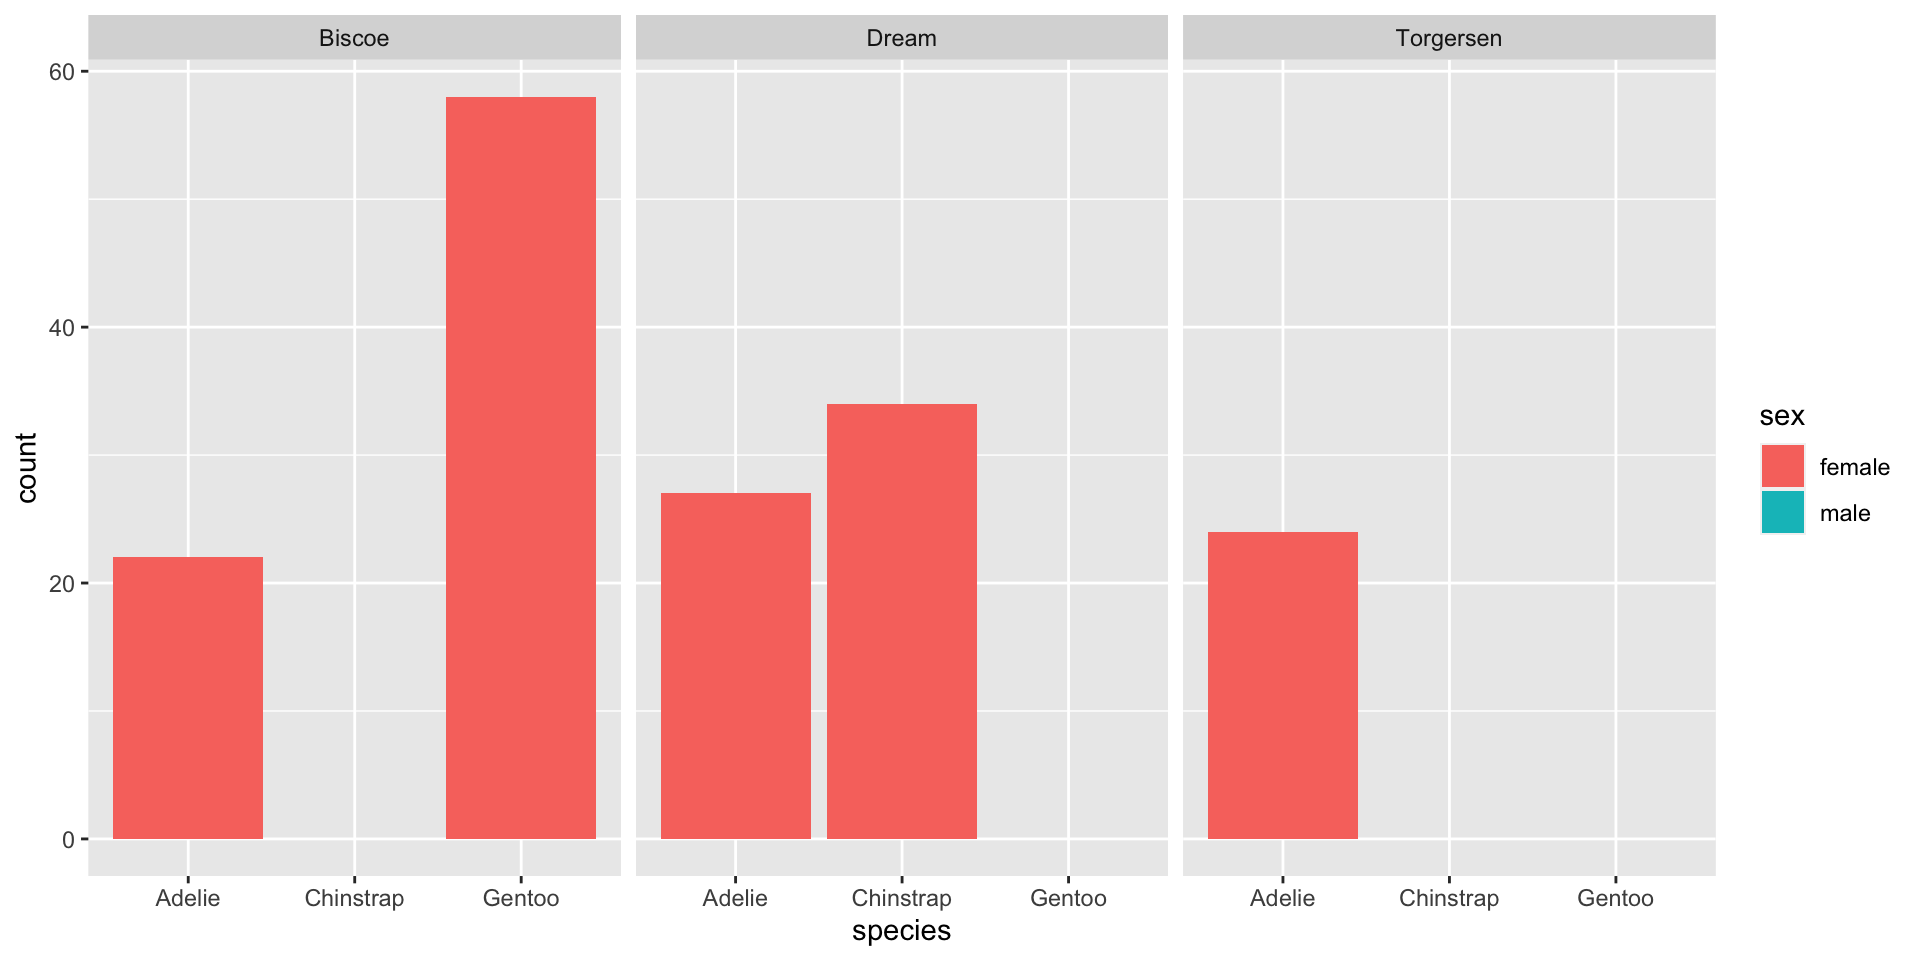 Biscoe
Dream
Torgersen
60
40
20
0
count
Adelie
Chinstrap
Gentoo
Adelie
Chinstrap
Gentoo
Adelie
Chinstrap
Gentoo
species
sex
female
male